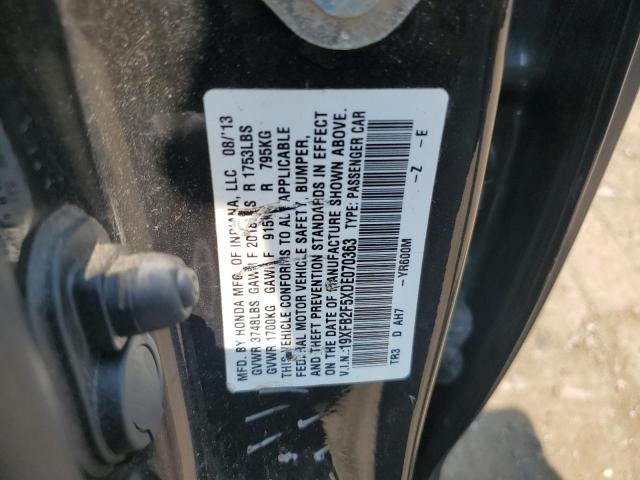 MFD. BY HONDA MFG. OF INDIANA, LLC 08/'13
GVWR 3748LBS GAWR F 2018LBS R 1753LBS
GVWR 1700KG GAWR F 915KG R 795KG
THIS VEHICLE CONFORMS TO ALL APPLICABLE
FEDERAL MOTOR VEHICLE SAFETY, BUMPER,
AND THEFT PREVENTION STANDARDS IN EFFECT
ON THE DATE OF MANUFACTURE SHOWN ABOVE.
V.I.N.:19XFB2F5XDE070363 TYPE: PASSENGER CAR
TR3 D AH7 -YR600M -Z -E